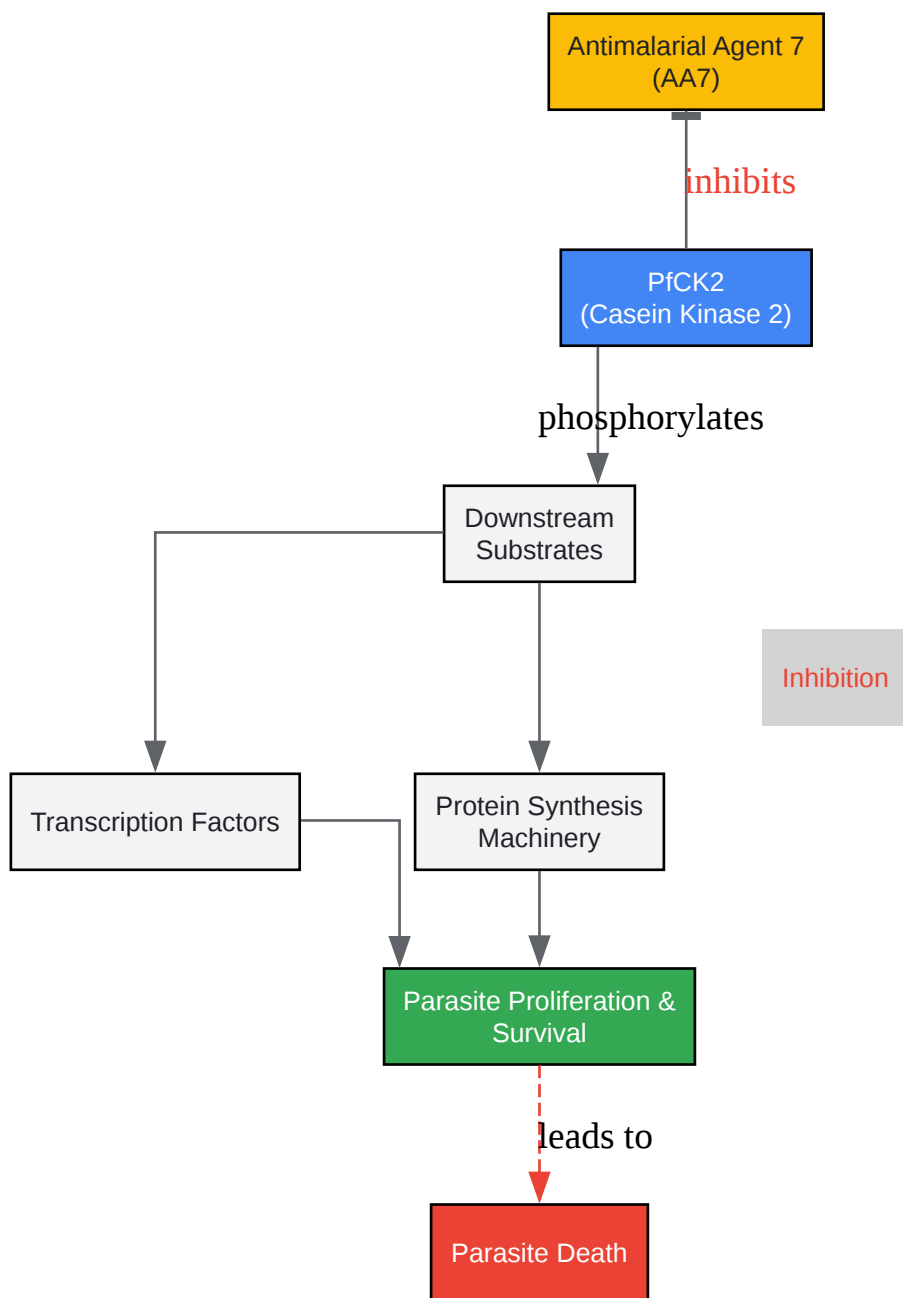 Antimalarial Agent 7
(AA7)
inhibits
PfCK2
(Casein Kinase 2)
phosphorylates
Downstream
Substrates
Inhibition
Transcription Factors
Protein Synthesis
Machinery
Parasite Proliferation &
Survival
leads to
Parasite Death